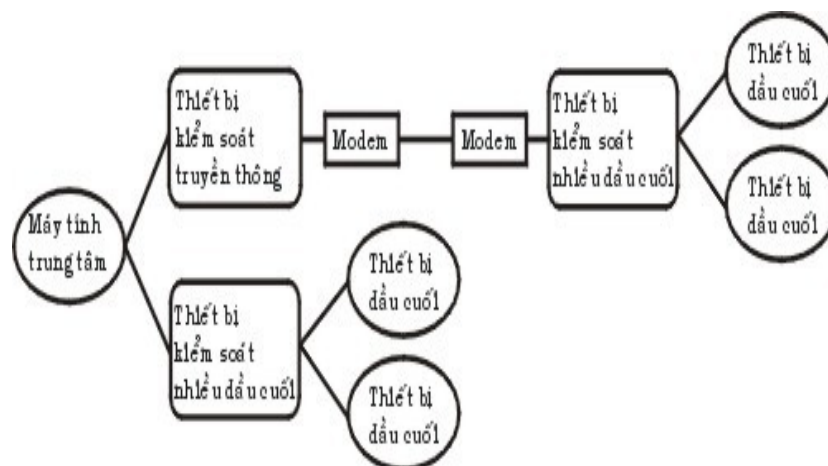 Thiết bị
kiểm soát
truyền thông
Modem
Modem
Thiết bị
kiểm soát
nhiều đầu cuối
Thiết bị
đầu cuối
Thiết bị
đầu cuối
Máy tính
trung tâm
Thiết bị
kiểm soát
nhiều đầu cuối
Thiết bị
đầu cuối
Thiết bị
đầu cuối